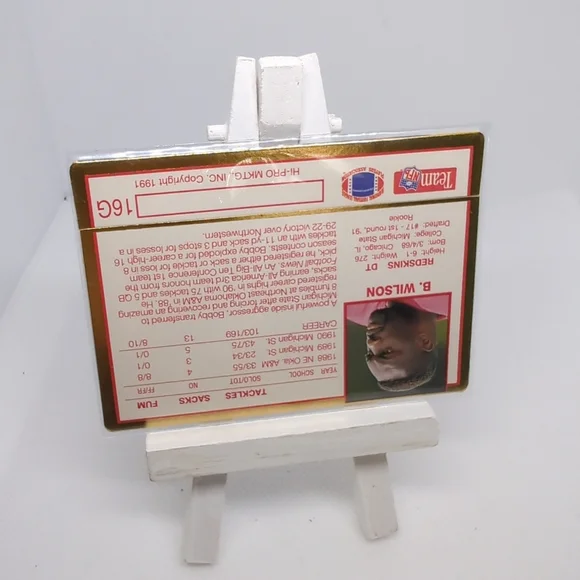 B. WILSON
REDSKINS DT
Height: 6-1 Weight: 276
Born: 3/4/68 Chicago, IL
College: Michigan State
Drafted: #17 - 1st round, '91
Rookie
TACKLES SACKS FUM
YEAR SCHOOL SOLO/TOT NO FF/FR
1988 NE Okla. A&M 33/55 4 8/8
1989 Michigan St. 23/34 3 0/1
1990 Michigan St. 43/75 5 0/1
CAREER 103/169 13 8/10
A powerful aggressor, Bobby transferred to
Michigan State after forcing and recovering an amazing
8 fumbles at Northeastern Oklahoma A&M in '88. He
registered career highs in '90 with 75 tackles and 5 QB
sacks, earning All-America 3rd team honors from the
Football News. An All-Big Ten Conference 1st Team
pick, he registered either a sack or tackle for loss in 8
season contests. Bobby exploded for a career-high 16
tackles with an 11-yd sack and 3 stops for losses in a
29-22 victory over Northwestern.
Team NFL
Hi-PRO MKTG., INC. Copyright 1991
16G